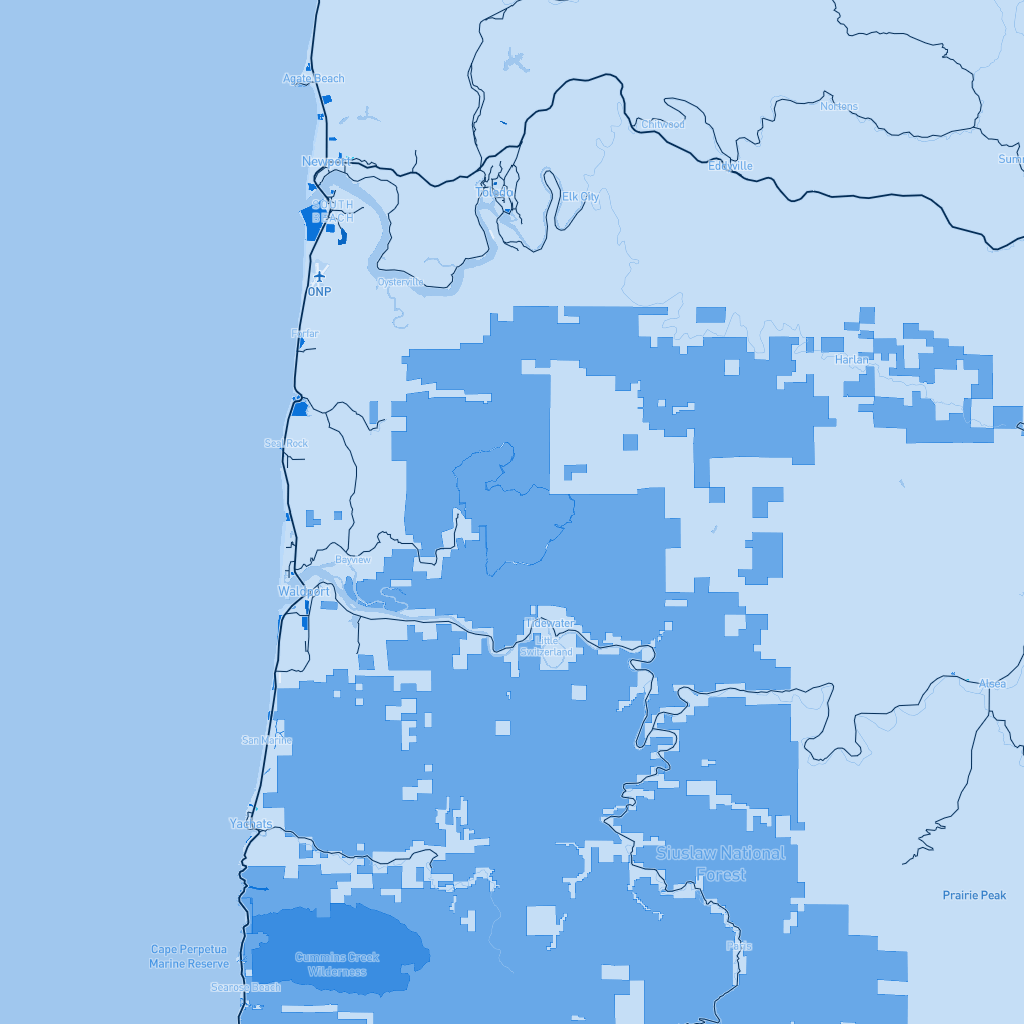 Agate Beach
Nortons
Chitwood
Newport
Eddyville
Summ
Toledo
Elk City
SOUTH
BEACH
Oysterville
ONP
Forfar
Harlan
Seal Rock
Bayview
Waldport
Tidewater
Little
Switzerland
Alsea
San Marine
Yachats
Siuslaw National
Forest
Prairie Peak
Cape Perpetua
Marine Reserve
Paris
Cummins Creek
Wilderness
Searose Beach